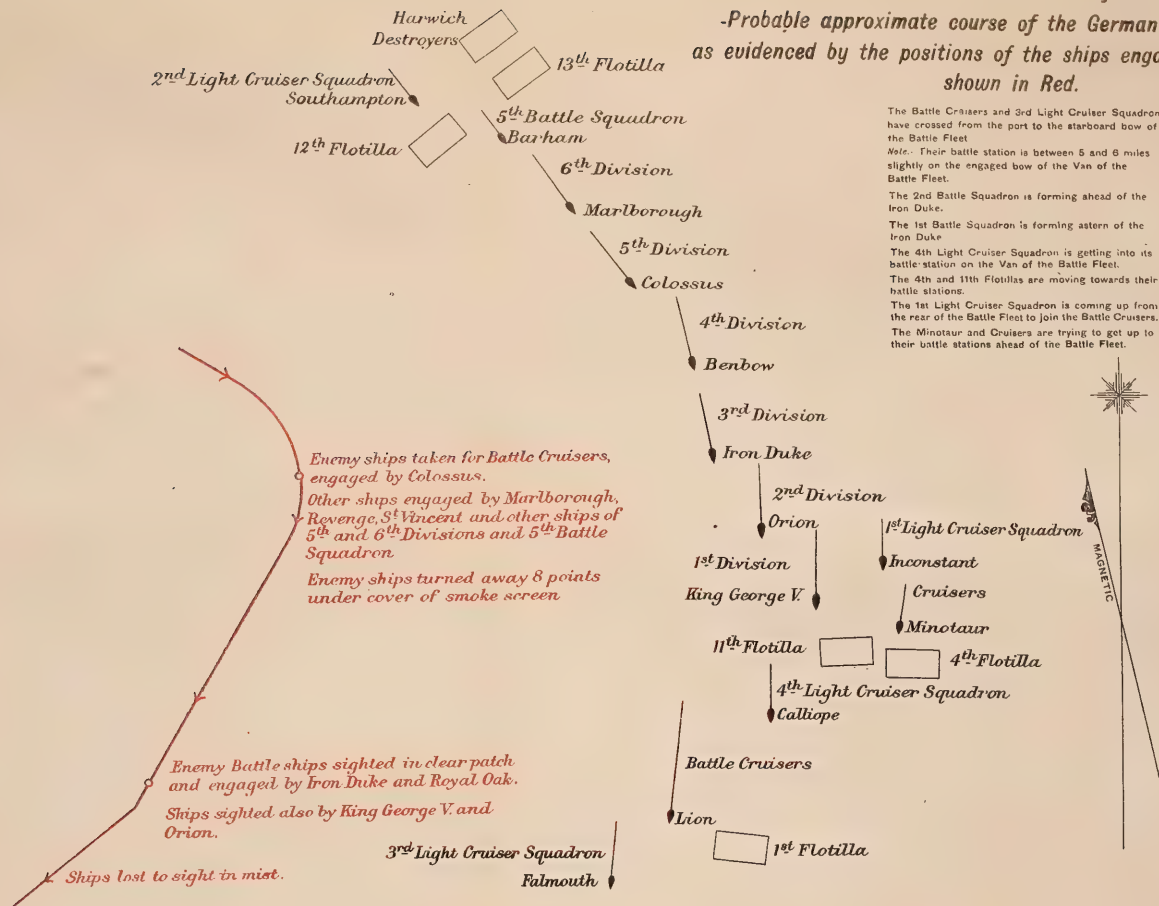 -Probable approximate course of the German
as evidenced by the positions of the ships enga
shown in Red.
The Battle Cruisers and 3rd Light Cruiser Squadron
have crossed from the port to the starboard bow of
the Battle Fleet
Note.- Their battle station is between 5 and 6 miles
slightly on the engaged bow of the Van of the
Battle Fleet.
The 2nd Battle Squadron is forming ahead of the
Iron Duke.
The 1st Battle Squadron is forming astern of the
Iron Duke
The 4th Light Cruiser Squadron is getting into its
battle station on the Van of the Battle Fleet.
The 4th and 11th Flotillas are moving towards their
battle stations.
The 1st Light Cruiser Squadron is coming up from
the rear of the Battle Fleet to join the Battle Cruisers.
The Minotaur and Cruisers are trying to get up to
their battle stations ahead of the Battle Fleet.
Harwich
Destroyers
13th Flotilla
2nd Light Cruiser Squadron
Southampton
5th Battle Squadron
Barham
12th Flotilla
6th Division
Marlborough
5th Division
Colossus
4th Division
Benbow
3rd Division
Iron Duke
2nd Division
Orion
1st Light Cruiser Squadron
Inconstant
1st Division
King George V.
Cruisers
Minotaur
11th Flotilla
4th Flotilla
4th Light Cruiser Squadron
Calliope
Battle Cruisers
Lion
1st Flotilla
3rd Light Cruiser Squadron
Falmouth
MAGNETIC
Enemy ships taken for Battle Cruisers,
engaged by Colossus.
Other ships engaged by Marlborough,
Revenge, St Vincent and other ships of
5th and 6th Divisions and 5th Battle
Squadron
Enemy ships turned away 8 points
under cover of smoke screen
Enemy Battle ships sighted in clear patch
and engaged by Iron Duke and Royal Oak.
Ships sighted also by King George V. and
Orion.
Ships lost to sight in mist.